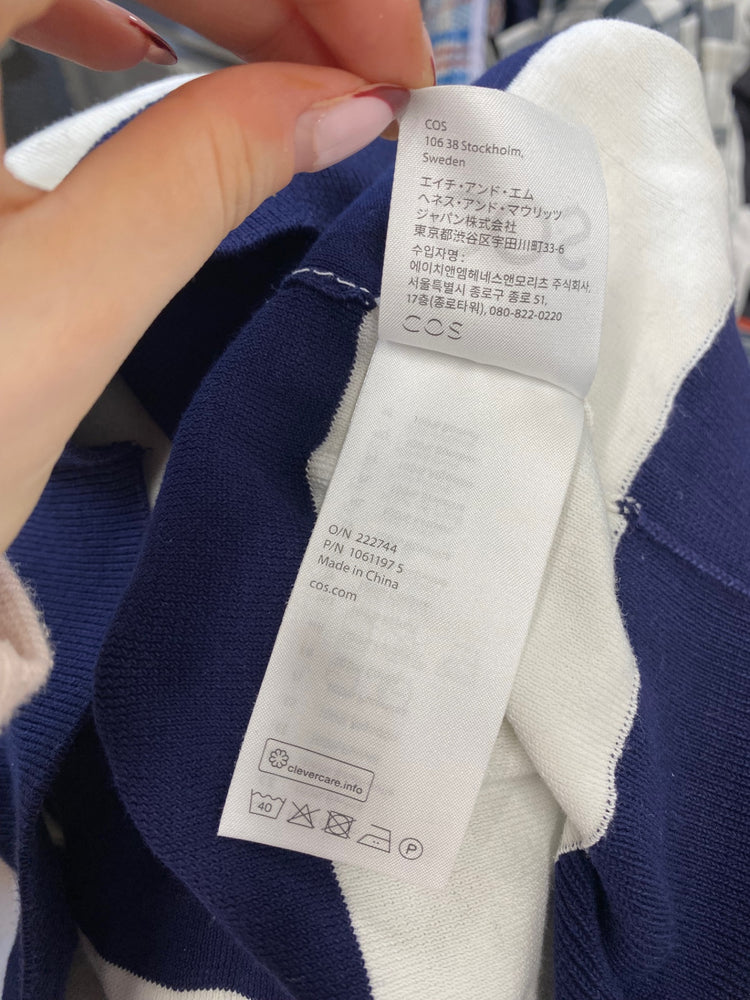 COS
106 38 Stockholm,
Sweden
エイチ・アンド・エム
ヘネス・アンド・マウリッツ
ジャパン株式会社
東京都渋谷区宇田川町33-6
수입자명 :
에이치앤엠헤네스앤모리츠 주식회사,
서울특별시 종로구 종로 51,
17층(종로타워), 080-822-0220
COS
O/N 222744
P/N 1061197 5
Made in China
cos.com
clevercare.info
40
P